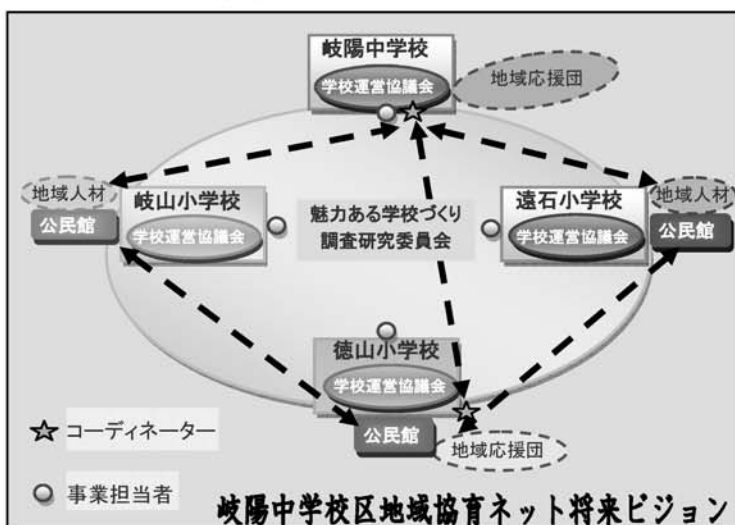 岐陽中学校
学校運営協議会
地域応援団
地域人材
公民館
岐山小学校
学校運営協議会
魅力ある学校づくり
調査研究委員会
遠石小学校
学校運営協議会
地域人材
公民館
徳山小学校
学校運営協議会
公民館
地域応援団
コーディネーター
事業担当者
岐陽中学校区地域協育ネット将来ビジョン